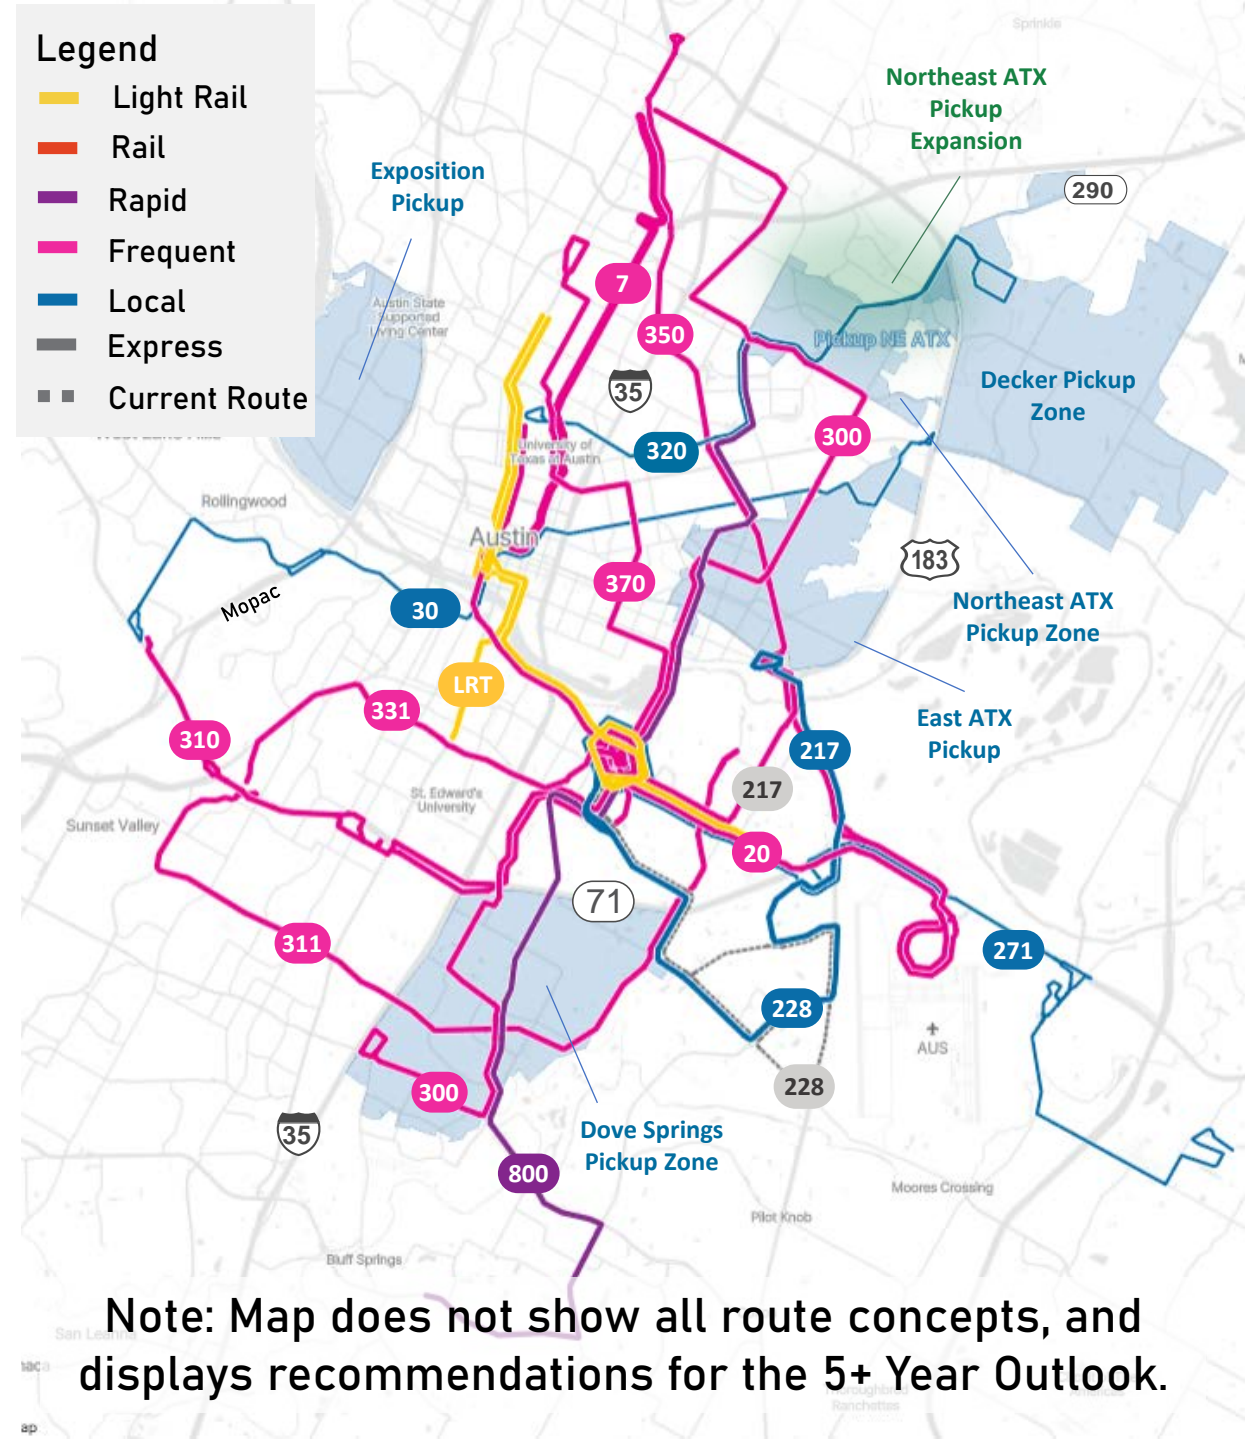 Legend
Light Rail
Rail
Rapid
Frequent
Local
Express
Current Route
Sprinkle
Northeast ATX
Pickup
Expansion
290
Exposition
Pickup
Austin State
Supported
Living Center
7
350
Pickup NE ATX
35
Decker Pickup
Zone
University of
Texas at Austin
320
300
Rollingwood
Austin
183
Mopac
30
370
Northeast ATX
Pickup Zone
LRT
331
310
East ATX
Pickup
217
217
St. Edward's
University
Sunset Valley
20
71
311
271
228
AUS
228
300
35
Dove Springs
Pickup Zone
800
Moores Crossing
Pilot Knob
Bluff Springs
Note: Map does not show all route concepts, and
displays recommendations for the 5+ Year Outlook.
San Leanna
Thoroughbred
Ranchettes